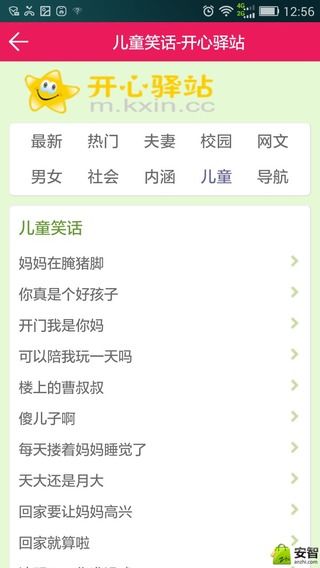 12:56
儿童笑话-开心驿站
开心驿站
m.kxin.cc
最新 热门 夫妻 校园 网文
男女 社会 内涵 儿童 导航
儿童笑话
妈妈在腌猪脚
你真是个好孩子
开门我是你妈
可以陪我玩一天吗
楼上的曹叔叔
傻儿子啊
每天搂着妈妈睡觉了
天大还是月大
回家要让妈妈高兴
回家就算啦
安智
anzhi.com